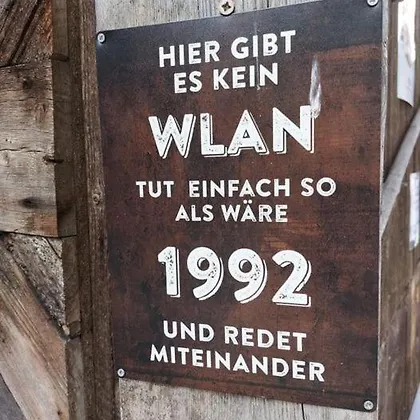 HIER GIBT
ES KEIN
WLAN
TUT EINFACH SO
ALS WÄRE
1992
UND REDET
MITEINANDER